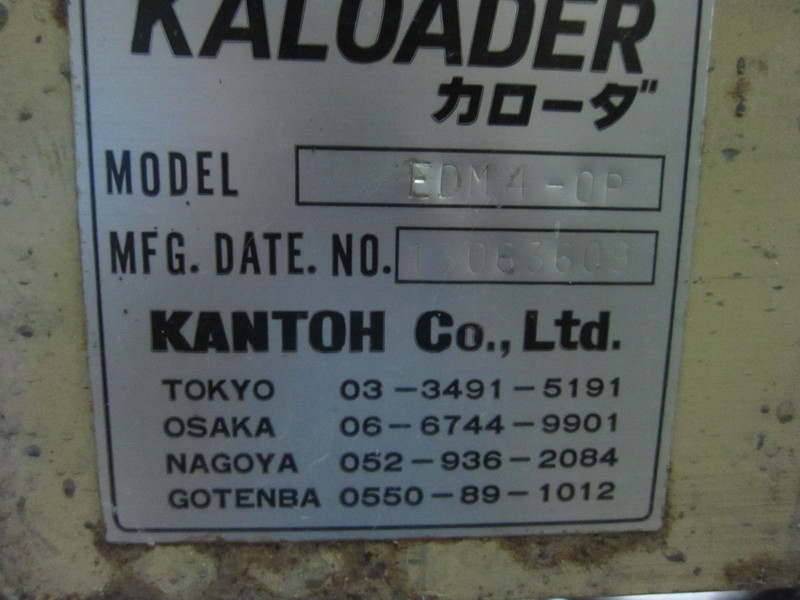 KALOADER
カローダ
MODEL EDM4-OP
MFG. DATE. NO.
KANTOH Co., Ltd.
TOKYO 03-3491-5191
OSAKA 06-6744-9901
NAGOYA 052-936-2084
GOTENBA 0550-89-1012